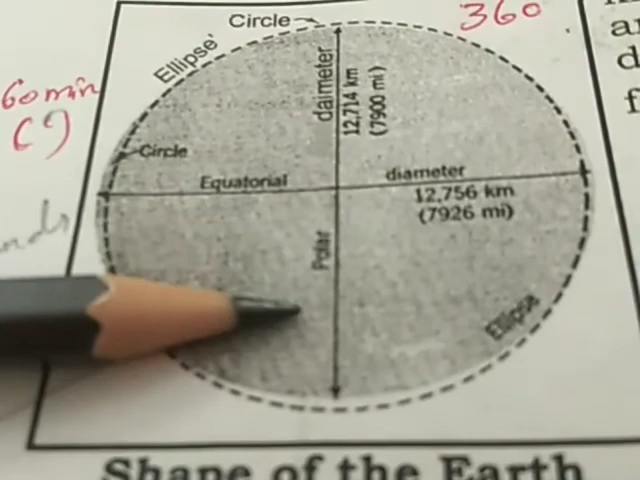 Circle
360
Ellipse
60 min
(')
Circle
daimeter
12,714 km
(7900 mi)
Equatorial diameter
12,756 km
(7926 mi)
Polar
Ellipse
Shape of the Earth